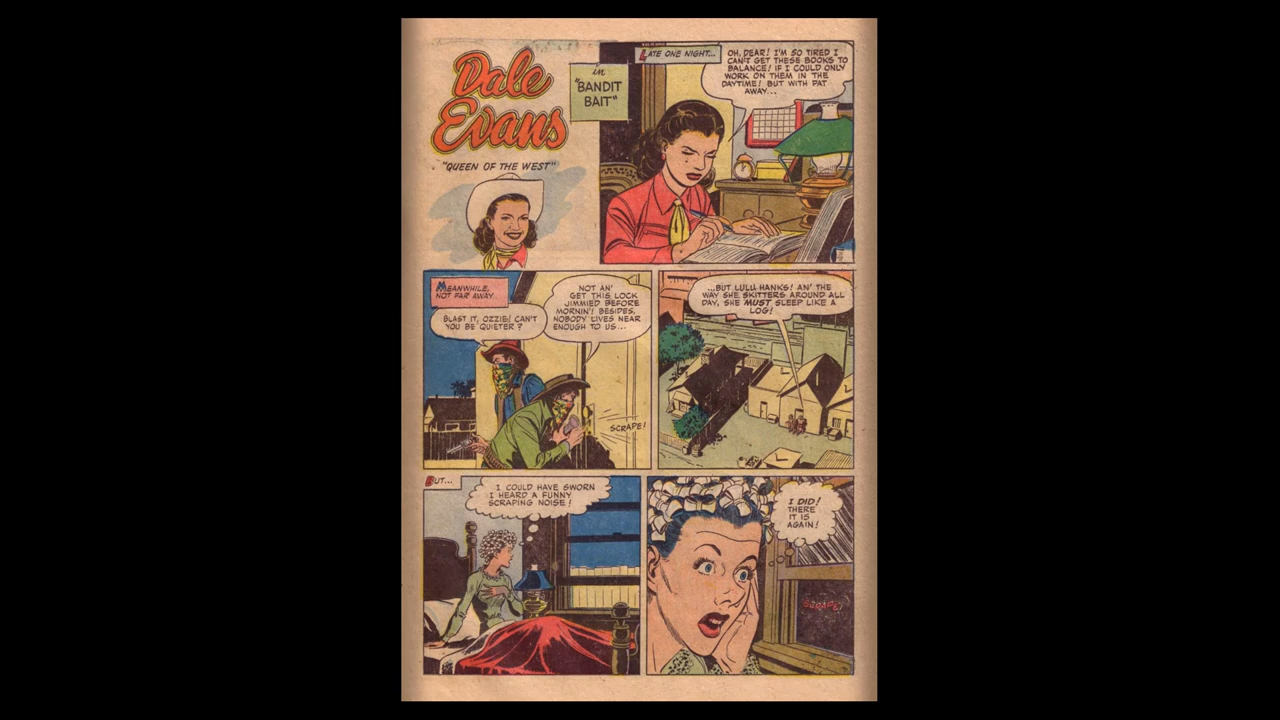 Dale
Evans
"QUEEN OF THE WEST"
in
"BANDIT
BAIT"
LATE ONE NIGHT...
OH, DEAR! I'M SO TIRED I
CAN'T GET THESE BOOKS TO
BALANCE! IF I COULD ONLY
WORK ON THEM IN THE
DAYTIME! BUT WITH PAT
AWAY...
MEANWHILE,
NOT FAR AWAY...
BLAST IT, OZZIE! CAN'T
YOU BE QUIETER?
NOT AN'
GET THIS LOCK
JIMMIED BEFORE
MORNIN'! BESIDES,
NOBODY LIVES NEAR
ENOUGH TO US...
SCRAPE!
...BUT LULU HANKS! AN' THE
WAY SHE SKITTERS AROUND ALL
DAY, SHE MUST SLEEP LIKE A
LOG!
BUT...
I COULD HAVE SWORN
I HEARD A FUNNY
SCRAPING NOISE!
I DID!
THERE
IT IS
AGAIN!
SCRAPE!